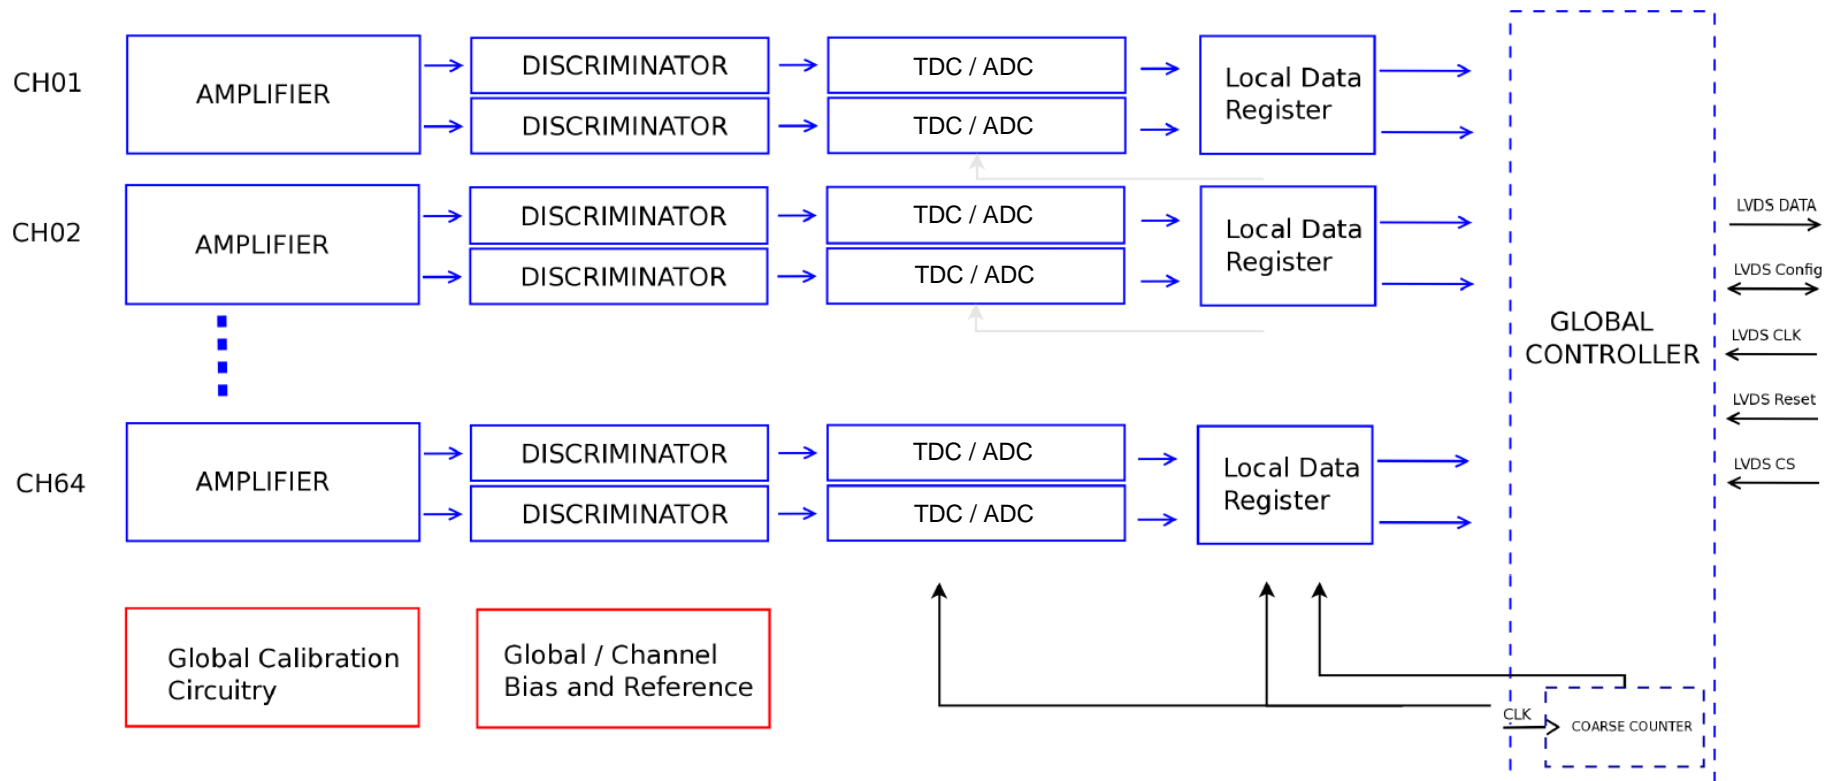 CH01
AMPLIFIER
DISCRIMINATOR
DISCRIMINATOR
TDC / ADC
TDC / ADC
Local Data
Register
CH02
AMPLIFIER
DISCRIMINATOR
DISCRIMINATOR
TDC / ADC
TDC / ADC
Local Data
Register
CH64
AMPLIFIER
DISCRIMINATOR
DISCRIMINATOR
TDC / ADC
TDC / ADC
Local Data
Register
GLOBAL
CONTROLLER
LVDS DATA
LVDS Config
LVDS CLK
LVDS Reset
LVDS CS
Global Calibration
Circuitry
Global / Channel
Bias and Reference
CLK
COARSE COUNTER